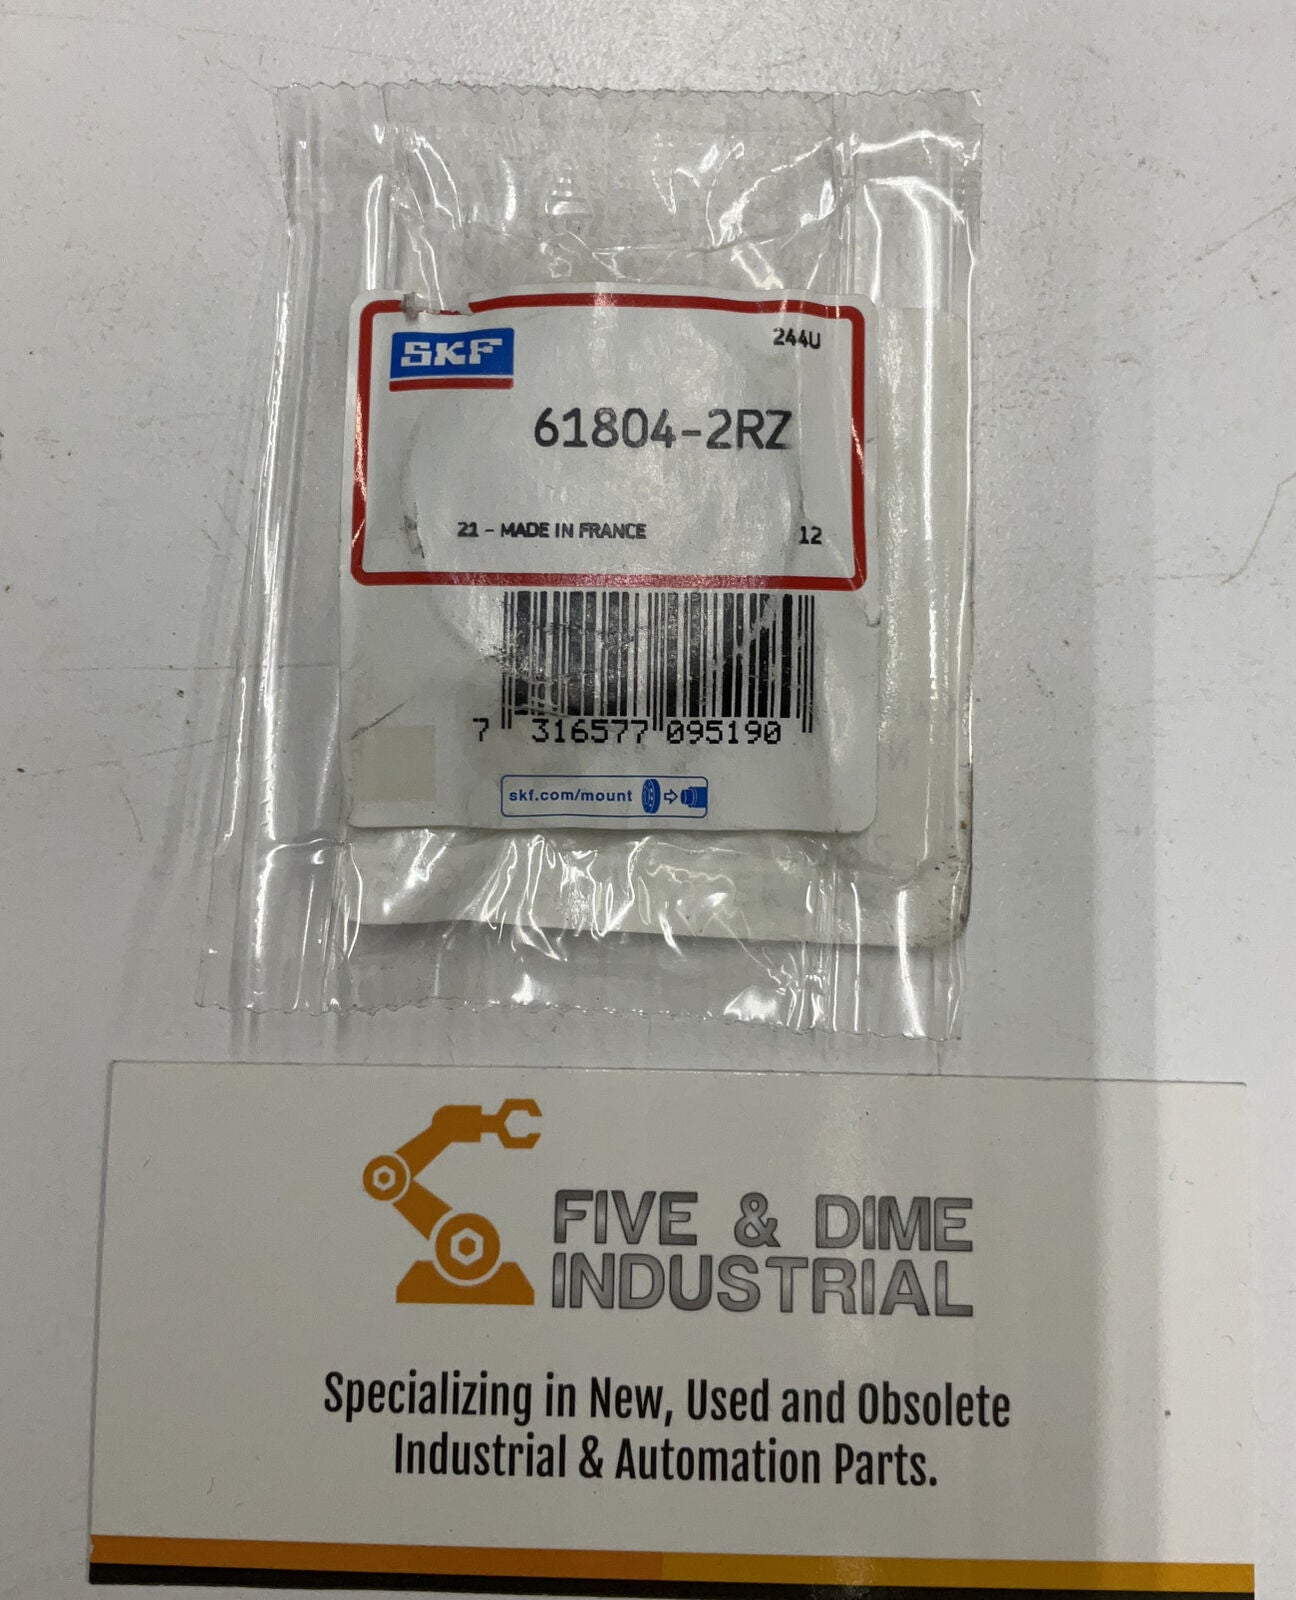 SKF
244U
61804-2RZ
21 - MADE IN FRANCE
12
7 316577 095190
skf.com/mount
FIVE & DIME
INDUSTRIAL
Specializing in New, Used and Obsolete
Industrial & Automation Parts.